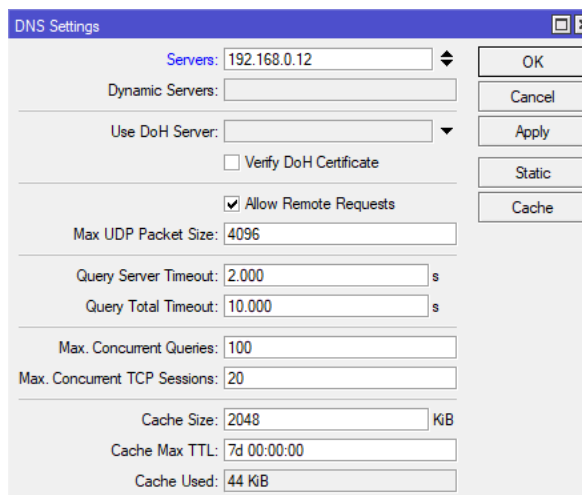 DNS Settings
Servers: 192.168.0.12
OK
Dynamic Servers:
Cancel
Use DoH Server:
Apply
Verify DoH Certificate
Static
Allow Remote Requests
Cache
Max UDP Packet Size: 4096
Query Server Timeout: 2.000 s
Query Total Timeout: 10.000 s
Max. Concurrent Queries: 100
Max. Concurrent TCP Sessions: 20
Cache Size: 2048 KiB
Cache Max TTL: 7d 00:00:00
Cache Used: 44 KiB